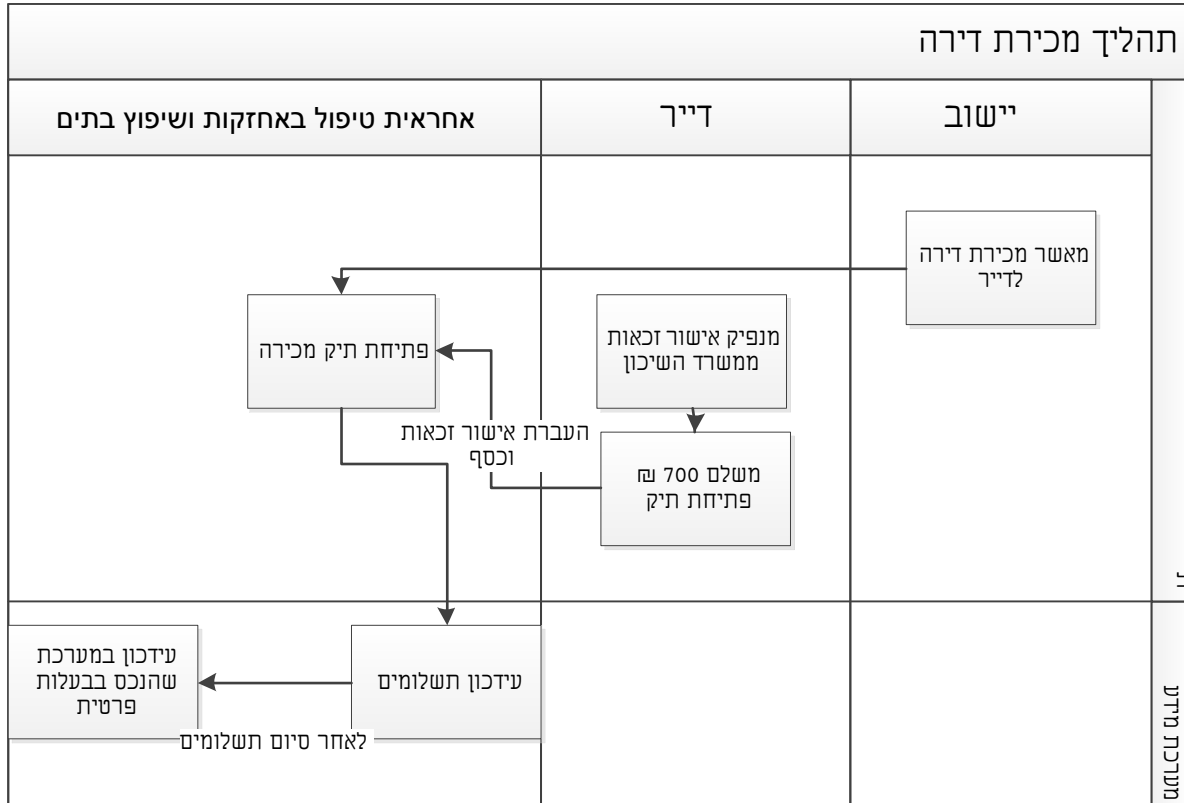 תהליך מכירת דירה
יישוב
דייר
אחראית טיפול באחזקות ושיפוץ בתים
מאשר מכירת דירה
לדייר
מנפיק אישור זכאות
ממשרד השיכון
משלם 700 ₪
פתיחת תיק
העברת אישור זכאות
וכסף
פתיחת תיק מכירה
מערכת מידע
עידכון תשלומים
לאחר סיום תשלומים
עידכון במערכת
שהנכס בבעלות
פרטית